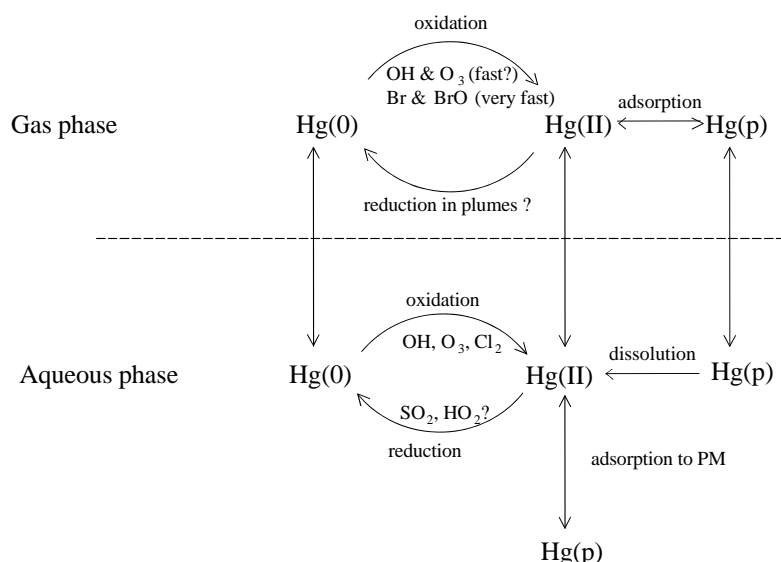 oxidation
OH & O3 (fast?)
Br & BrO (very fast)
adsorption
Gas phase
Hg(0)
Hg(II)
Hg(p)
reduction in plumes ?
oxidation
OH, O3, Cl2
dissolution
Aqueous phase
Hg(0)
Hg(II)
Hg(p)
SO2, HO2?
reduction
adsorption to PM
Hg(p)